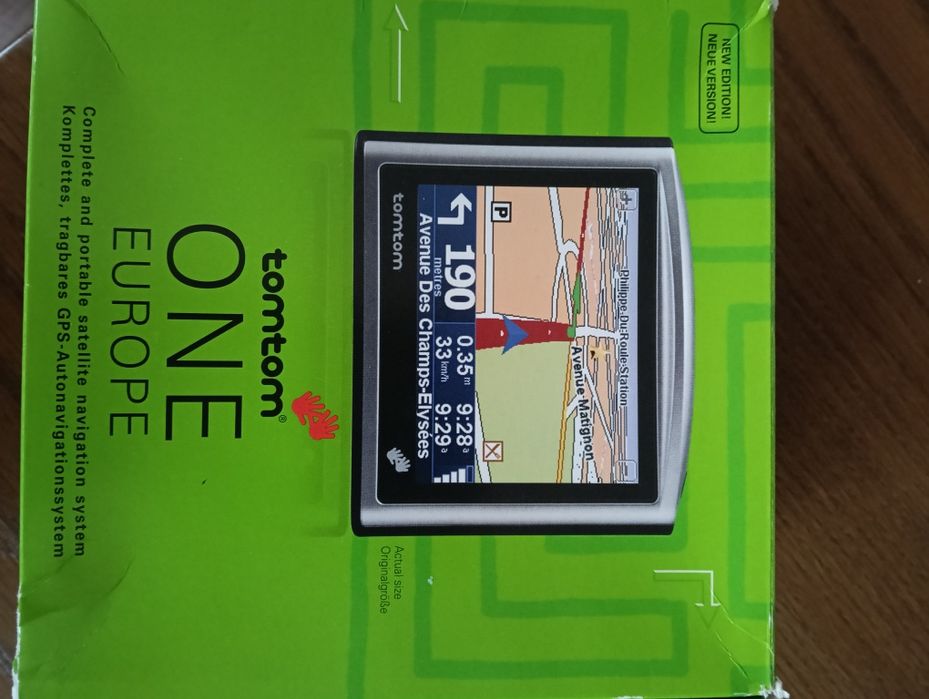 NEW EDITION!
NEUE VERSION!
Philippe-Du-Roule-Station
Avenue Matignon
P
190
metres
0.35 m
9:28 a
33 km/h
9:29 a
Avenue Des Champs-Elysées
tomtom
Actual size
Originalgröße
tomtom®
ONE
EUROPE
Complete and portable satellite navigation system
Komplettes, tragbares GPS-Autonavigationssystem